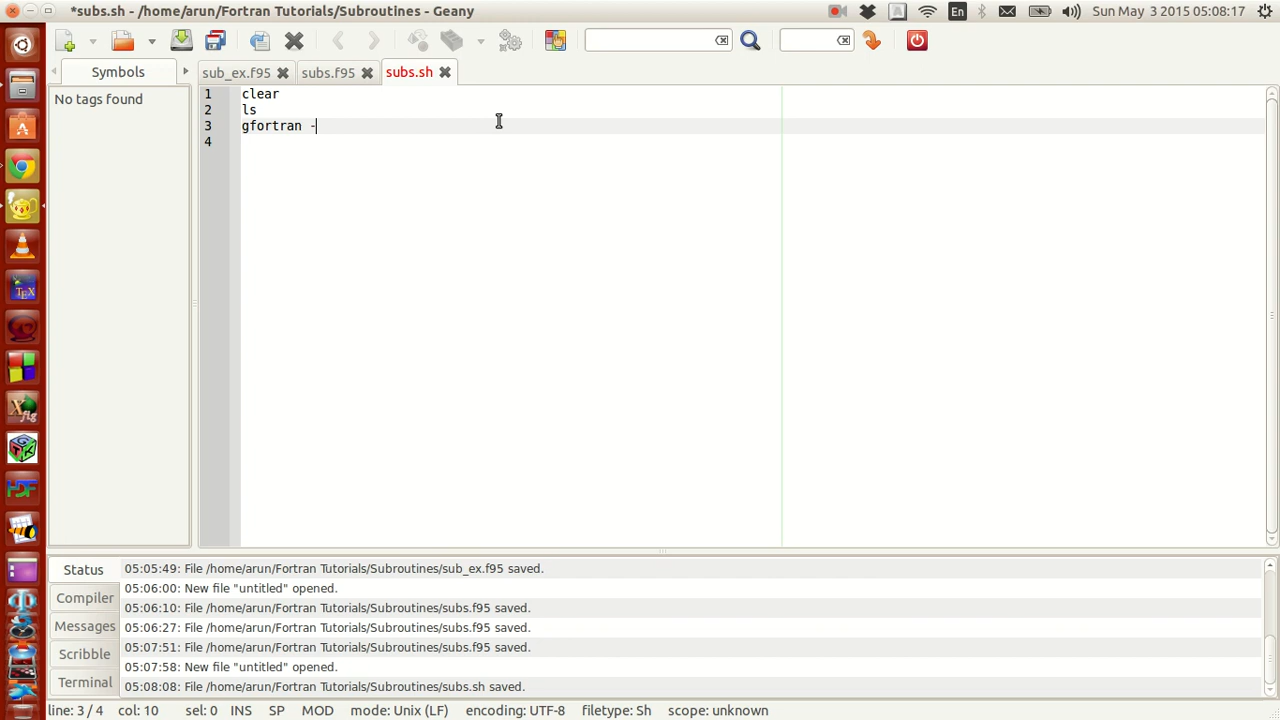 *subs.sh - /home/arun/Fortran Tutorials/Subroutines - Geany
En
Sun May 3 2015 05:08:17
Symbols
sub_ex.f95
subs.f95
subs.sh
No tags found
1 clear
2 ls
3 gfortran -
4
TEX
fig
GTK
HDF
Status
Compiler
Messages
Scribble
Terminal
05:05:49: File /home/arun/Fortran Tutorials/Subroutines/sub_ex.f95 saved.
05:06:00: New file "untitled" opened.
05:06:10: File /home/arun/Fortran Tutorials/Subroutines/subs.f95 saved.
05:06:27: File /home/arun/Fortran Tutorials/Subroutines/subs.f95 saved.
05:07:51: File /home/arun/Fortran Tutorials/Subroutines/subs.f95 saved.
05:07:58: New file "untitled" opened.
05:08:08: File /home/arun/Fortran Tutorials/Subroutines/subs.sh saved.
line: 3 / 4 col: 10 sel: 0 INS SP MOD mode: Unix (LF) encoding: UTF-8 filetype: Sh scope: unknown